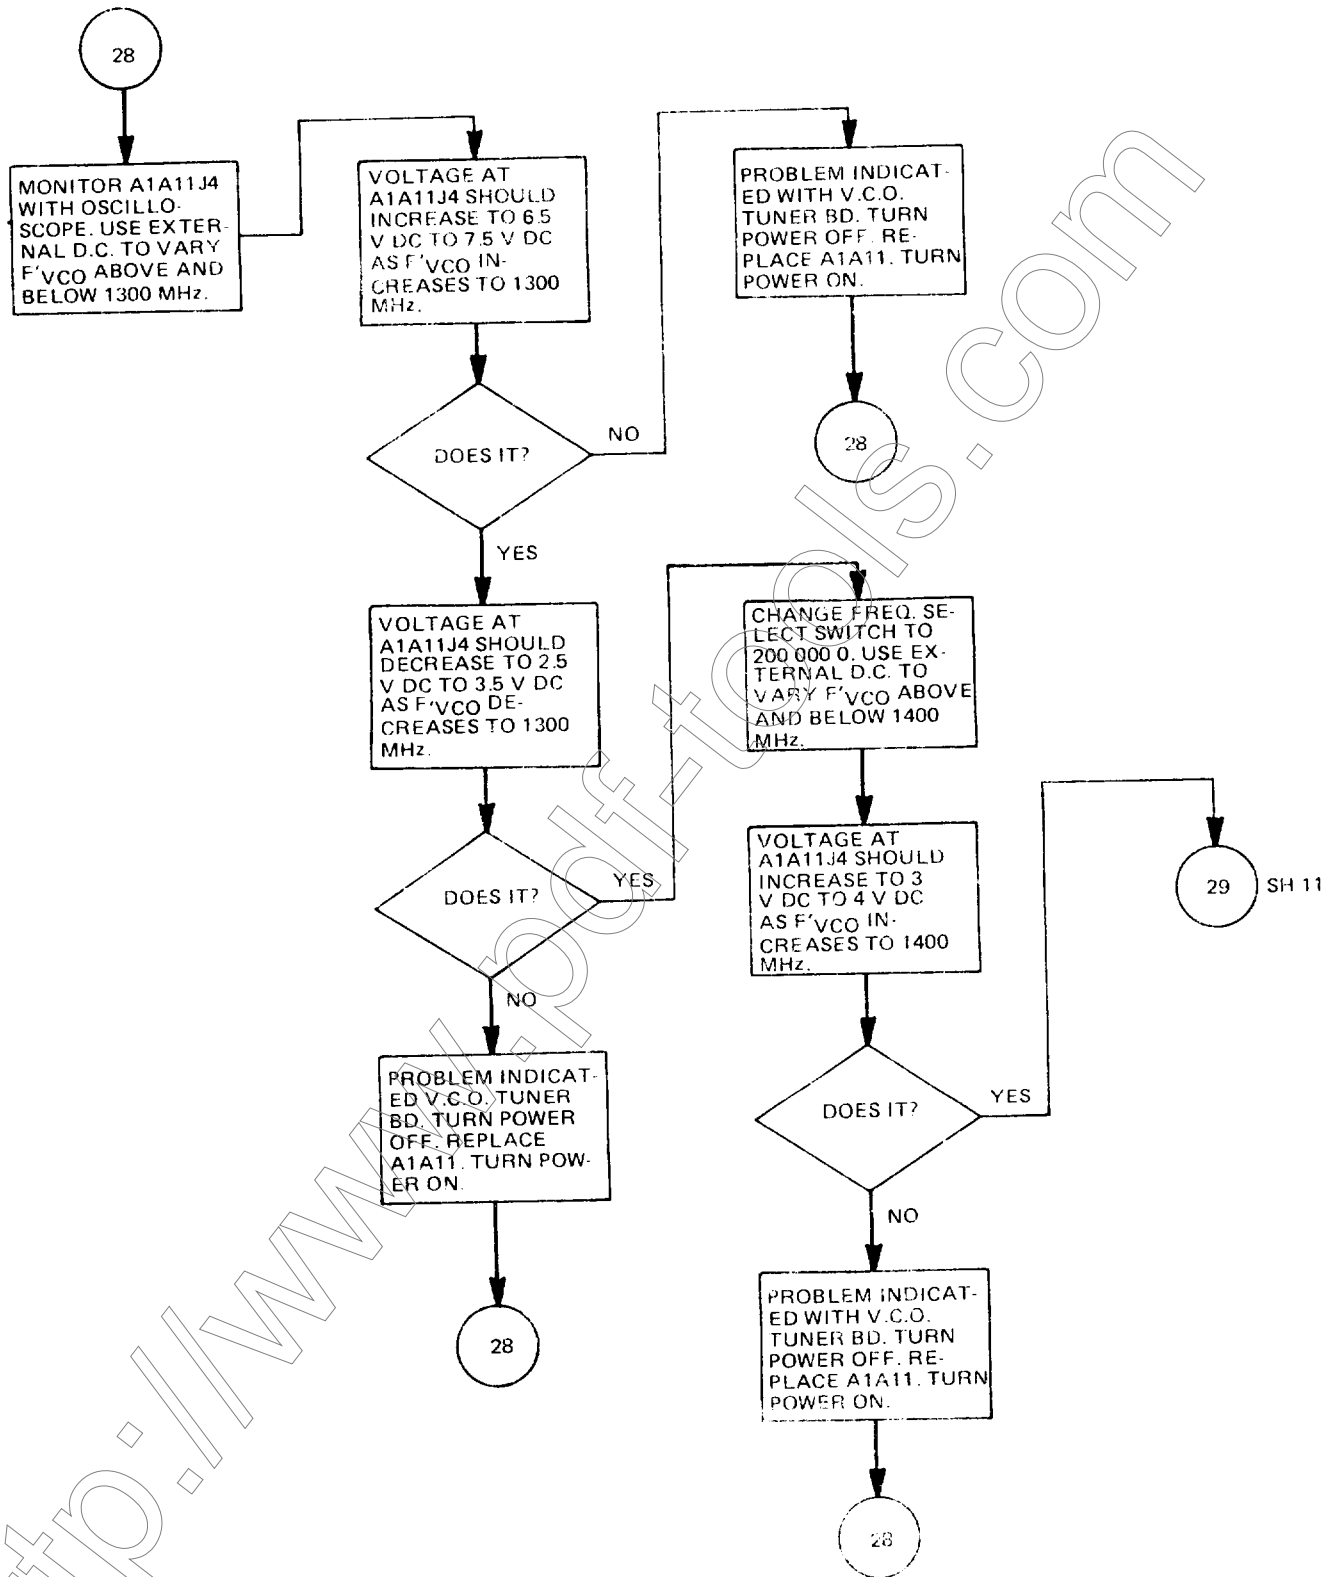 28
MONITOR A1A11J4
WITH OSCILLO-
SCOPE. USE EXTER-
NAL D.C. TO VARY
F'VCO ABOVE AND
BELOW 1300 MHz.
VOLTAGE AT
A1A11J4 SHOULD
INCREASE TO 6.5
V DC TO 7.5 V DC
AS F'VCO IN-
CREASES TO 1300
MHz.
DOES IT?
NO
PROBLEM INDICAT-
ED WITH V.C.O.
TUNER BD. TURN
POWER OFF. RE-
PLACE A1A11. TURN
POWER ON.
28
YES
VOLTAGE AT
A1A11J4 SHOULD
DECREASE TO 2.5
V DC TO 3.5 V DC
AS F'VCO DE-
CREASES TO 1300
MHz.
DOES IT?
YES
NO
PROBLEM INDICAT-
ED V.C.O. TUNER
BD. TURN POWER
OFF. REPLACE
A1A11. TURN POW-
ER ON.
28
CHANGE FREQ. SE-
LECT SWITCH TO
200 000 0. USE EX-
TERNAL D.C. TO
VARY F'VCO ABOVE
AND BELOW 1400
MHz.
VOLTAGE AT
A1A11J4 SHOULD
INCREASE TO 3
V DC TO 4 V DC
AS F'VCO IN-
CREASES TO 1400
MHz.
DOES IT?
YES
29 SH 11
NO
PROBLEM INDICAT-
ED WITH V.C.O.
TUNER BD. TURN
POWER OFF. RE-
PLACE A1A11. TURN
POWER ON.
28
tp://www.pdf-tools.com